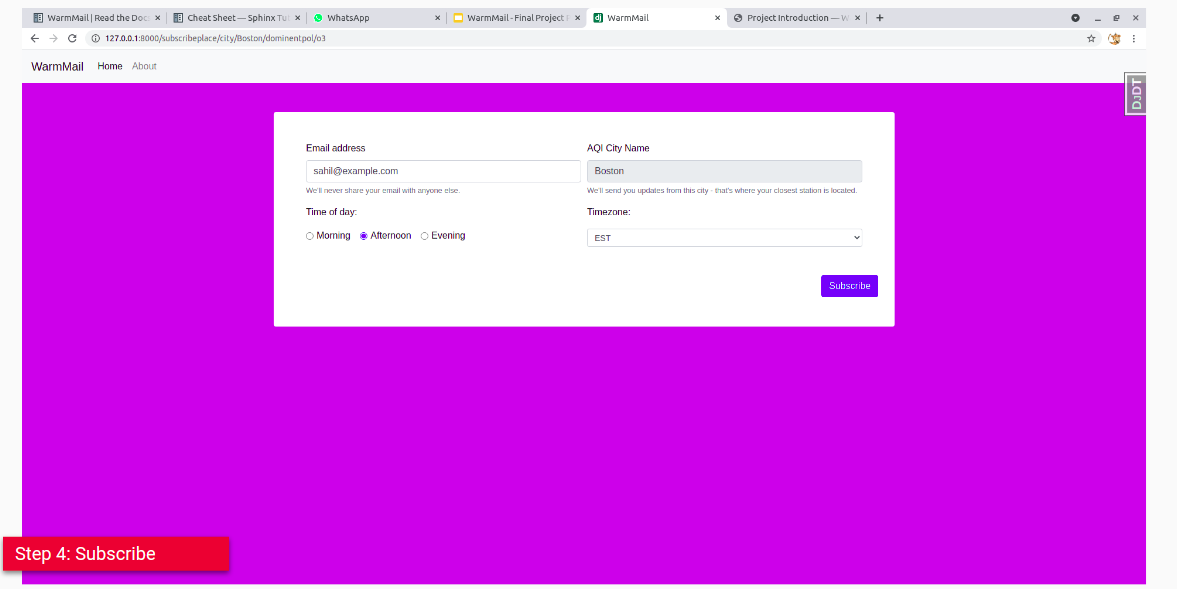 WarmMail | Read the Doc
Cheat Sheet — Sphinx Tu
WhatsApp
WarmMail - Final Project
dj WarmMail
Project Introduction — W
127.0.0.1:8000/subscribeplace/city/Boston/dominentpol/o3
WarmMail Home About
DJDT
Email address
AQI City Name
sahil@example.com
Boston
We'll never share your email with anyone else.
We'll send you updates from this city - that's where your closest station is located.
Time of day:
Timezone:
Morning Afternoon Evening
EST
Subscribe
Step 4: Subscribe